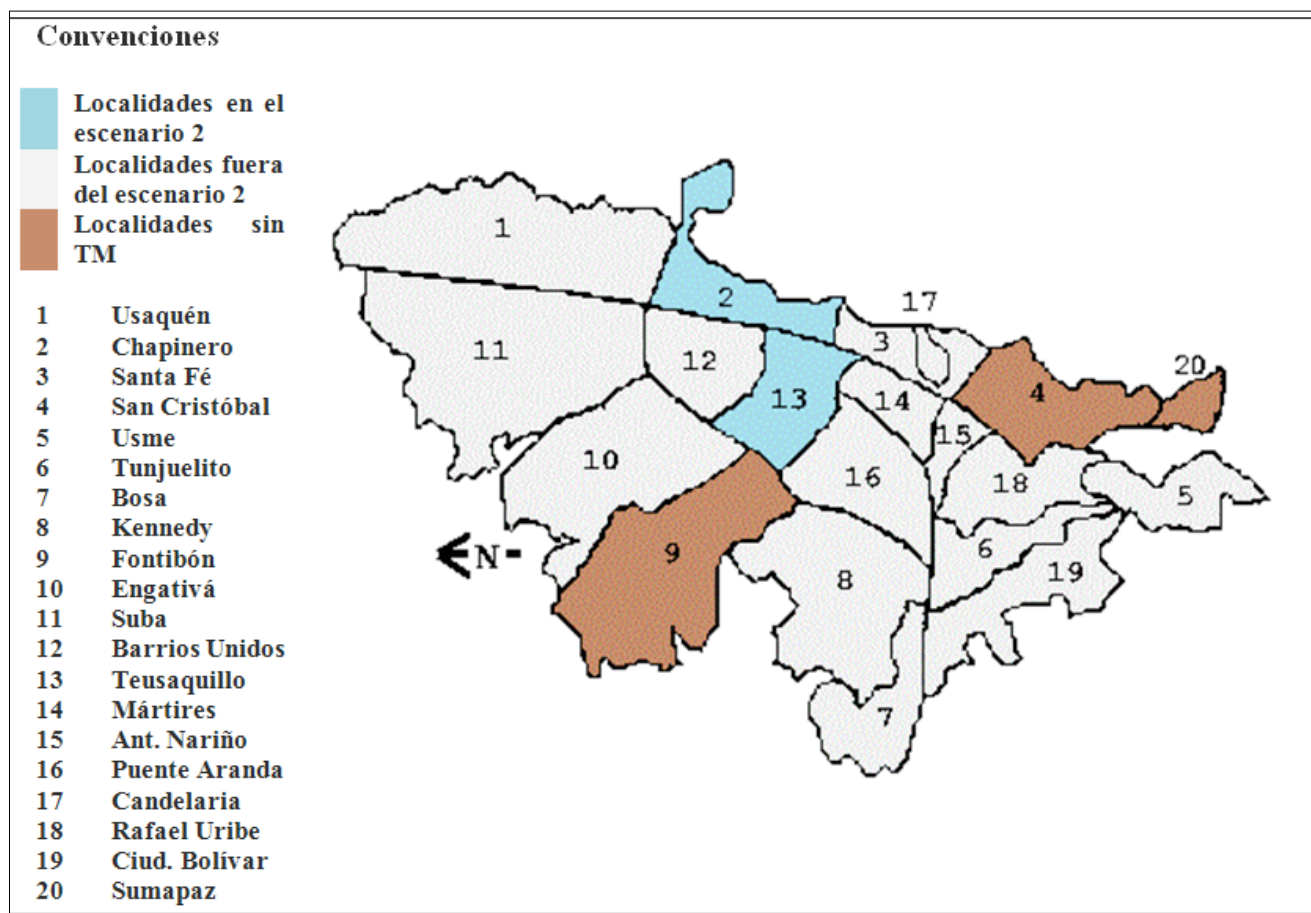 Convenciones
Localidades en el
escenario 2
Localidades fuera
del escenario 2
Localidades sin
TM
1 Usaquén
2 Chapinero
3 Santa Fé
4 San Cristóbal
5 Usme
6 Tunjuelito
7 Bosa
8 Kennedy
9 Fontibón
10 Engativá
11 Suba
12 Barrios Unidos
13 Teusaquillo
14 Mártires
15 Ant. Nariño
16 Puente Aranda
17 Candelaria
18 Rafael Uribe
19 Ciud. Bolívar
20 Sumapaz
1
2
17
3
20
11
12
4
13
14
15
10
16
18
5
N
9
6
8
19
7